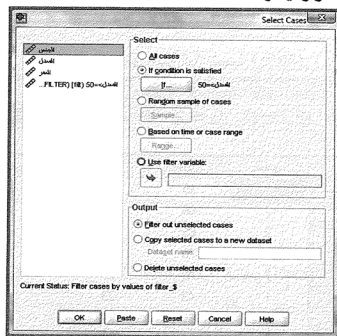 Select Cases
الجنس
المعدل
العمر
...FILTER) [filt) 50=<المعدل
Select
All cases
If condition is satisfied
If...
50=<المعدل
Random sample of cases
Sample...
Based on time or case range
Range...
Use filter variable:
Output
Filter out unselected cases
Copy selected cases to a new dataset
Dataset name:
Delete unselected cases
Current Status: Filter cases by values of filter_$
OK
Paste
Reset
Cancel
Help